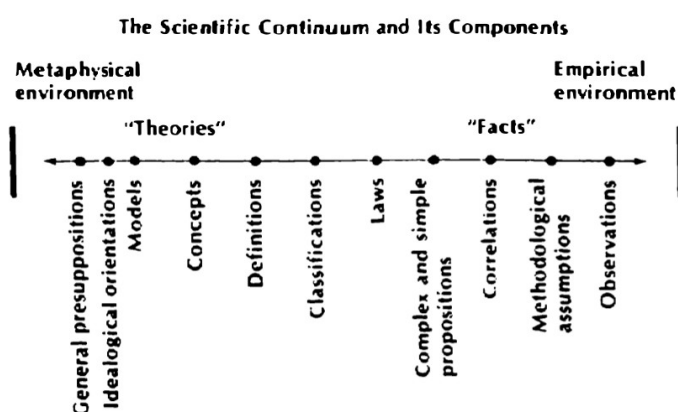 The Scientific Continuum and Its Components
Metaphysical
environment
Empirical
environment
"Theories"
"Facts"
General presuppositions
Idealogical orientations
Models
Concepts
Definitions
Classifications
Laws
Complex and simple
propositions
Correlations
Methodological
assumptions
Observations